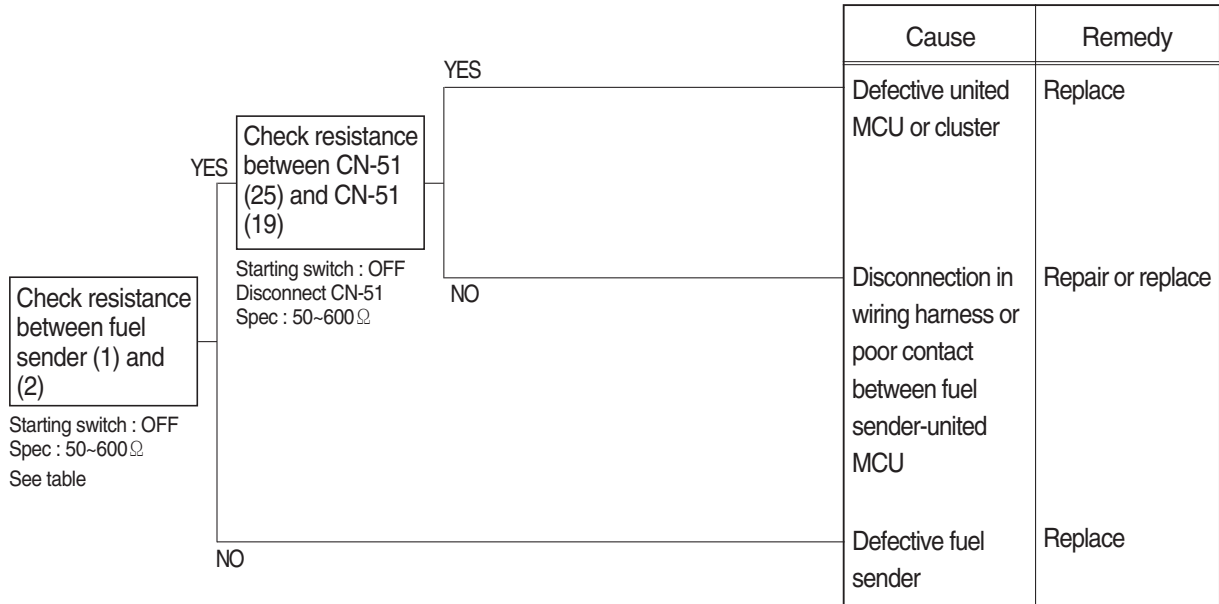 Cause
Remedy
YES
Defective united
MCU or cluster
Replace
YES
Check resistance
between CN-51
(25) and CN-51
(19)
Starting switch : OFF
Disconnect CN-51
Spec : 50~600Ω
NO
Disconnection in
wiring harness or
poor contact
between fuel
sender-united
MCU
Repair or replace
Check resistance
between fuel
sender (1) and
(2)
Starting switch : OFF
Spec : 50~600Ω
See table
NO
Defective fuel
sender
Replace